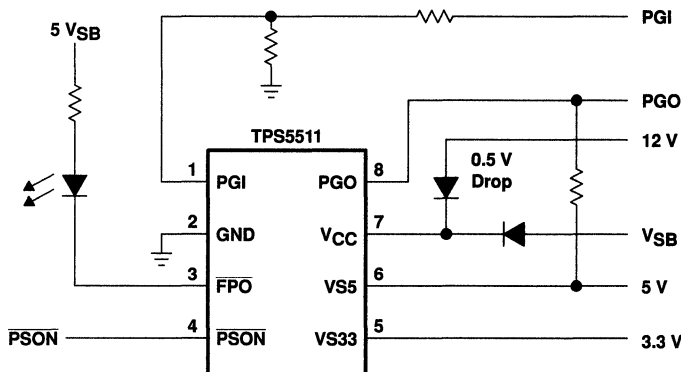 PGI
5 VSB
PGO
TPS5511
12 V
0.5 V
Drop
1
PGI
PGO
8
2
GND
VCC
7
VSB
3
FPO
VS5
6
5 V
PSON
4
PSON
VS33
5
3.3 V